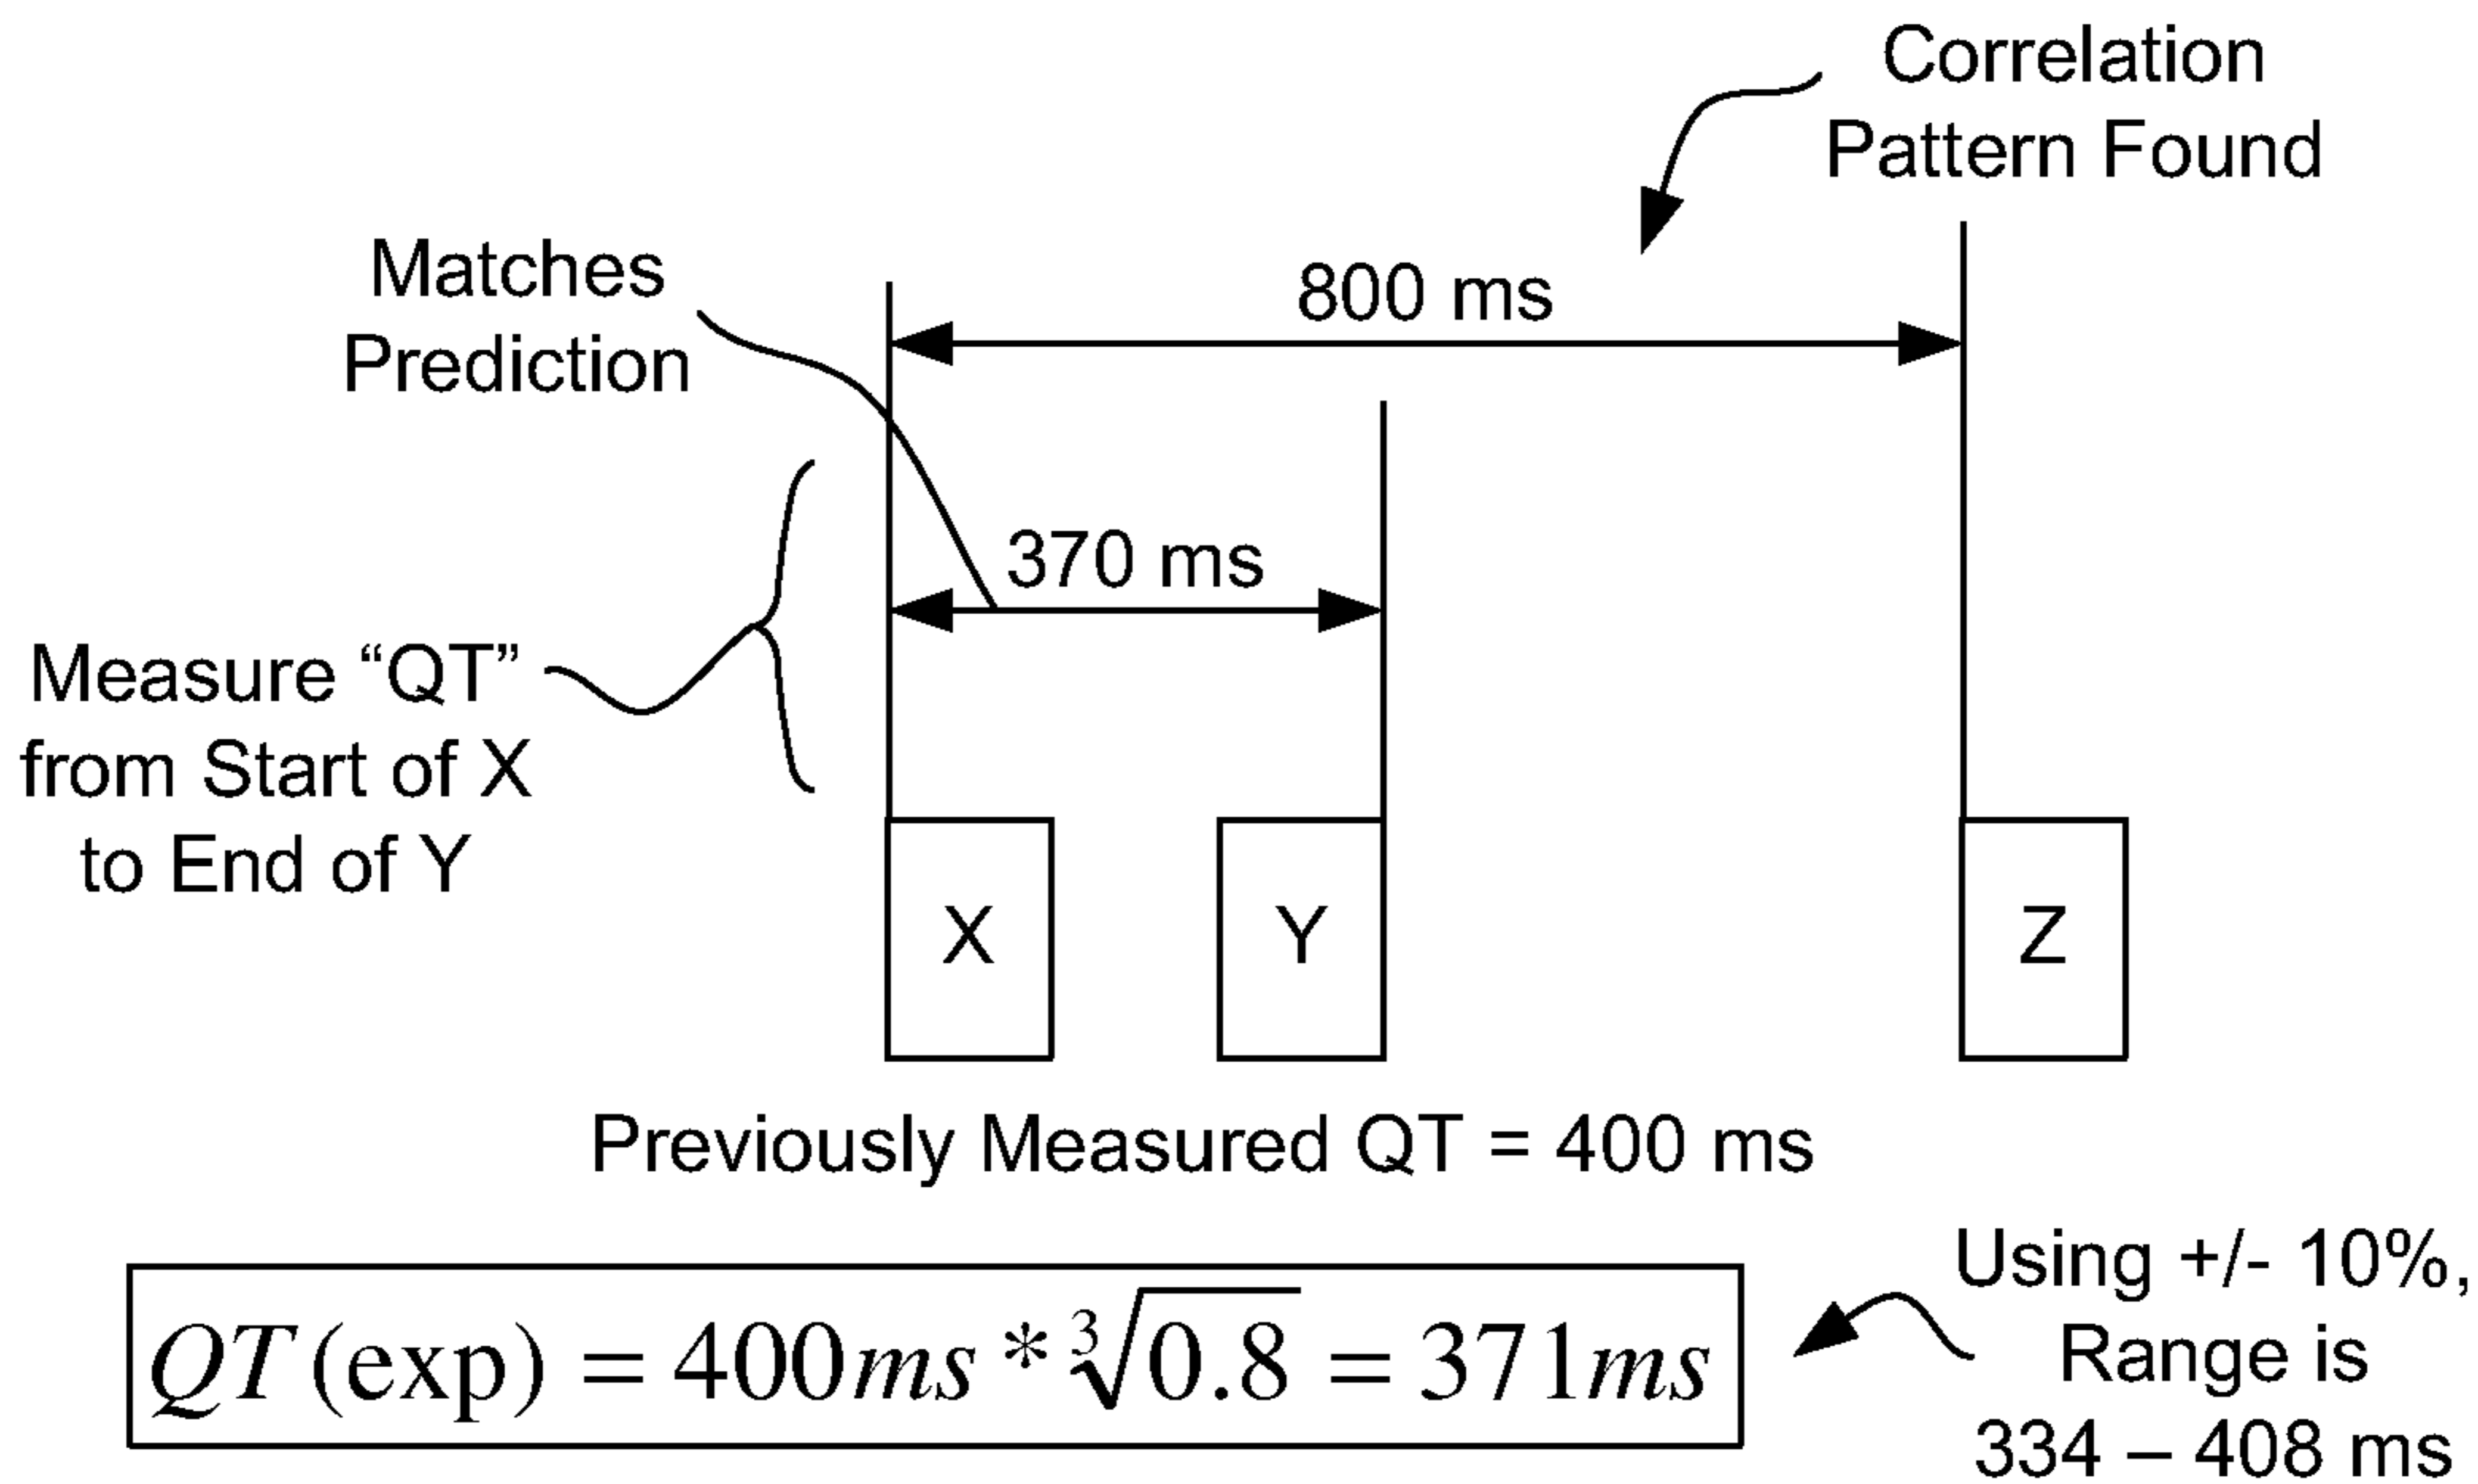 Correlation
Pattern Found
Matches
Prediction
800 ms
370 ms
Measure “QT”
from Start of X
to End of Y
X
Y
Z
Previously Measured QT = 400 ms
QT(exp) = 400ms * ∛0.8 = 371ms
Using +/- 10%,
Range is
334 – 408 ms